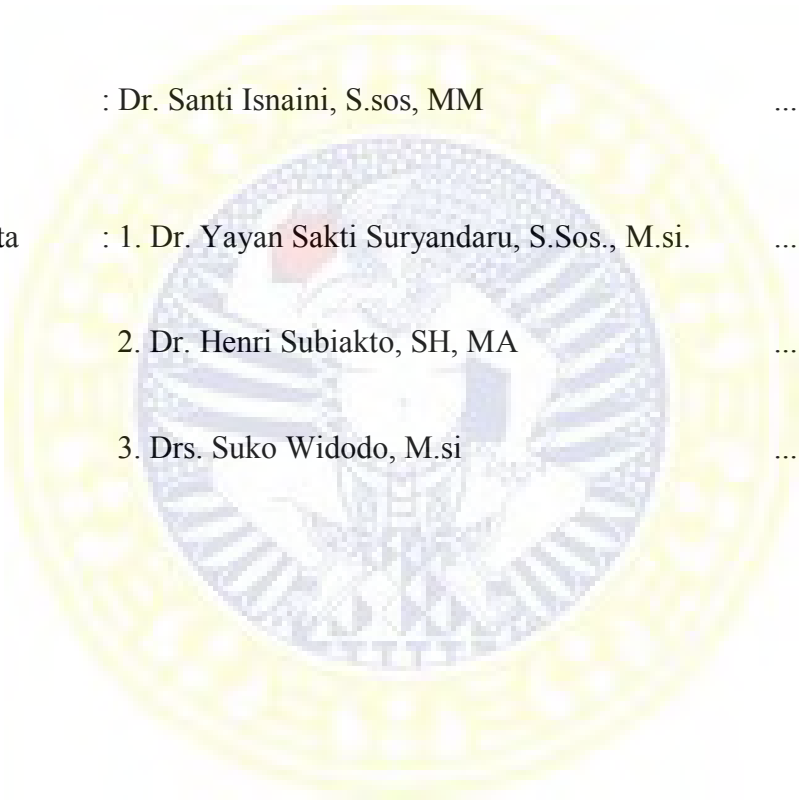 : Dr. Santi Isnaini, S.sos, MM ...
ta : 1. Dr. Yayan Sakti Suryandaru, S.Sos., M.si. ...
2. Dr. Henri Subiakto, SH, MA ...
3. Drs. Suko Widodo, M.si ...